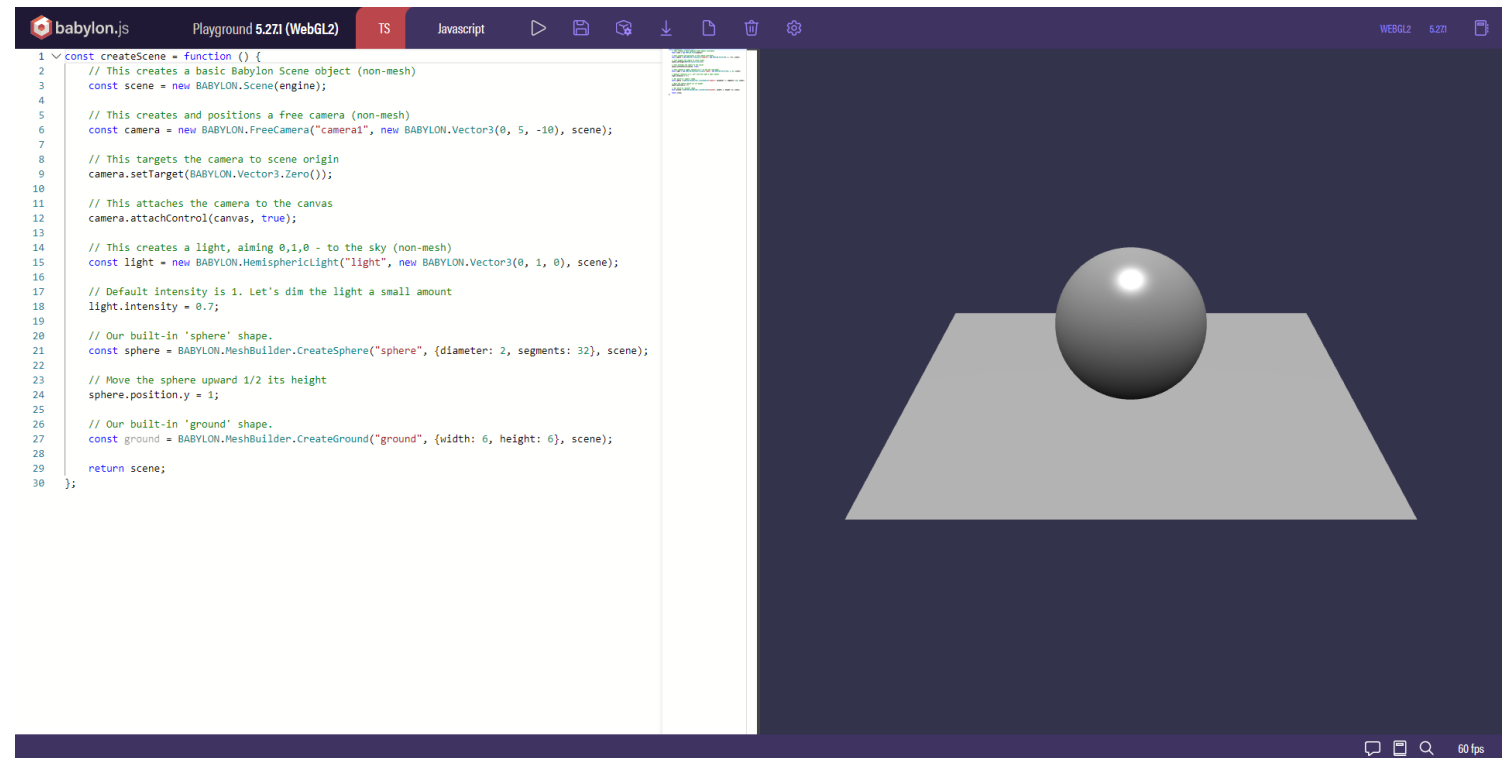 babylon.js
Playground 5.27.1 (WebGL2)
TS
Javascript
WEBGL2
5.27.1
1 const createScene = function () {
2 // This creates a basic Babylon Scene object (non-mesh)
3 const scene = new BABYLON.Scene(engine);
4
5 // This creates and positions a free camera (non-mesh)
6 const camera = new BABYLON.FreeCamera("camera1", new BABYLON.Vector3(0, 5, -10), scene);
7
8 // This targets the camera to scene origin
9 camera.setTarget(BABYLON.Vector3.Zero());
10
11 // This attaches the camera to the canvas
12 camera.attachControl(canvas, true);
13
14 // This creates a light, aiming 0,1,0 - to the sky (non-mesh)
15 const light = new BABYLON.HemisphericLight("light", new BABYLON.Vector3(0, 1, 0), scene);
16
17 // Default intensity is 1. Let's dim the light a small amount
18 light.intensity = 0.7;
19
20 // Our built-in 'sphere' shape.
21 const sphere = BABYLON.MeshBuilder.CreateSphere("sphere", {diameter: 2, segments: 32}, scene);
22
23 // Move the sphere upward 1/2 its height
24 sphere.position.y = 1;
25
26 // Our built-in 'ground' shape.
27 const ground = BABYLON.MeshBuilder.CreateGround("ground", {width: 6, height: 6}, scene);
28
29 return scene;
30 };
60 fps